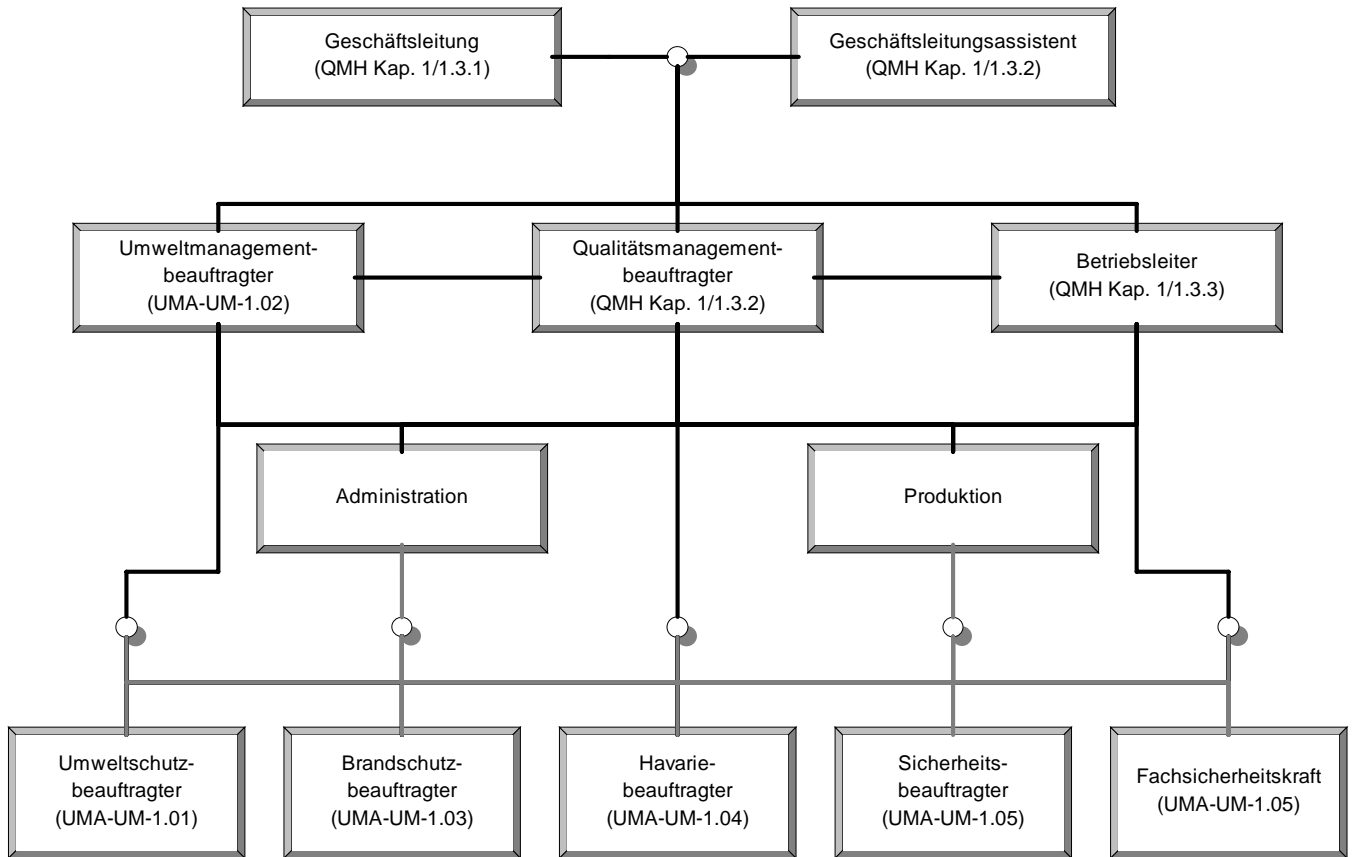 Geschäftsleitung
(QMH Kap. 1/1.3.1)
Geschäftsleitungsassistent
(QMH Kap. 1/1.3.2)
Umweltmanagement-
beauftragter
(UMA-UM-1.02)
Qualitätsmanagement-
beauftragter
(QMH Kap. 1/1.3.2)
Betriebsleiter
(QMH Kap. 1/1.3.3)
Administration
Produktion
Umweltschutz-
beauftragter
(UMA-UM-1.01)
Brandschutz-
beauftragter
(UMA-UM-1.03)
Havarie-
beauftragter
(UMA-UM-1.04)
Sicherheits-
beauftragter
(UMA-UM-1.05)
Fachsicherheitskraft
(UMA-UM-1.05)